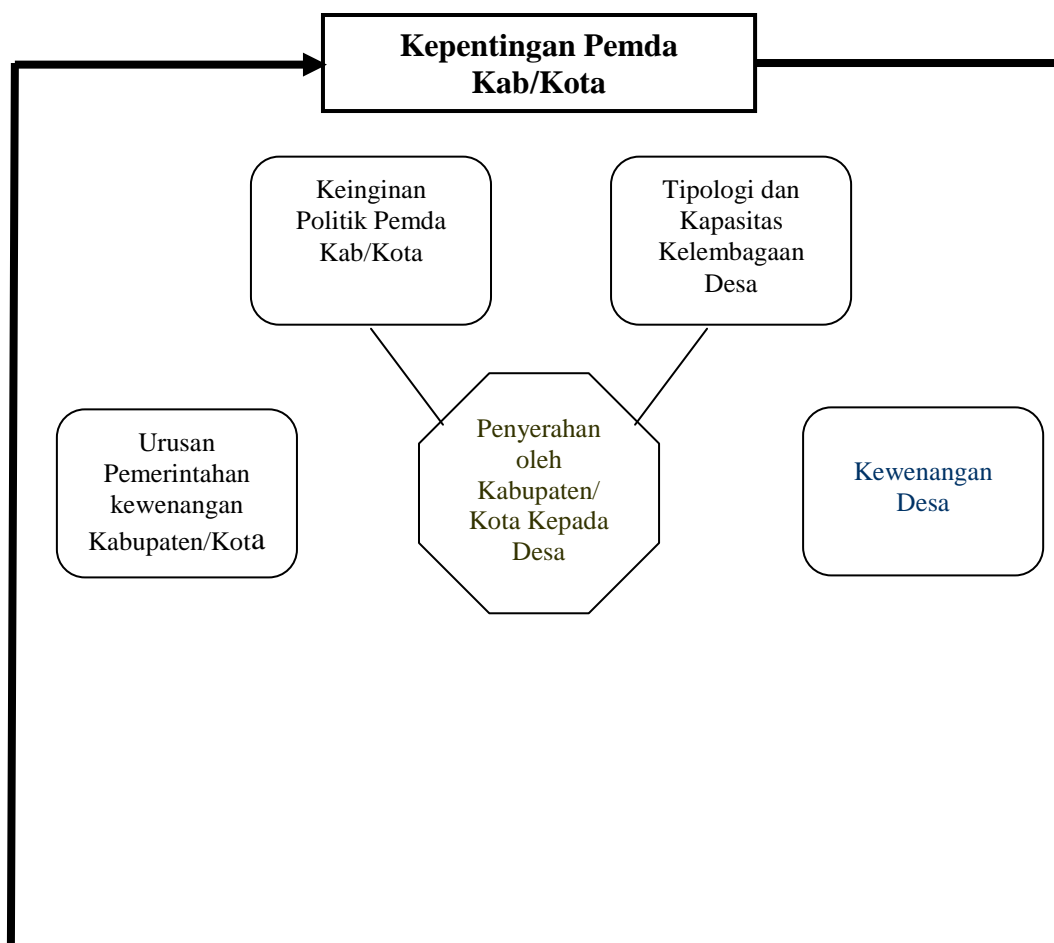 Kepentingan Pemda
Kab/Kota
Keinginan
Politik Pemda
Kab/Kota
Tipologi dan
Kapasitas
Kelembagaan
Desa
Urusan
Pemerintahan
kewenangan
Kabupaten/Kota
Penyerahan
oleh
Kabupaten/
Kota Kepada
Desa
Kewenangan
Desa